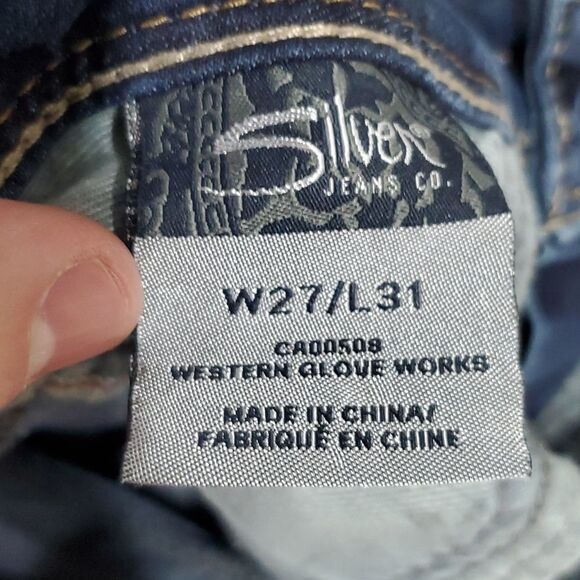 Silver
JEANS CO.
W27/L31
CA00508
WESTERN GLOVE WORKS
MADE IN CHINA/
FABRIQUÉ EN CHINE